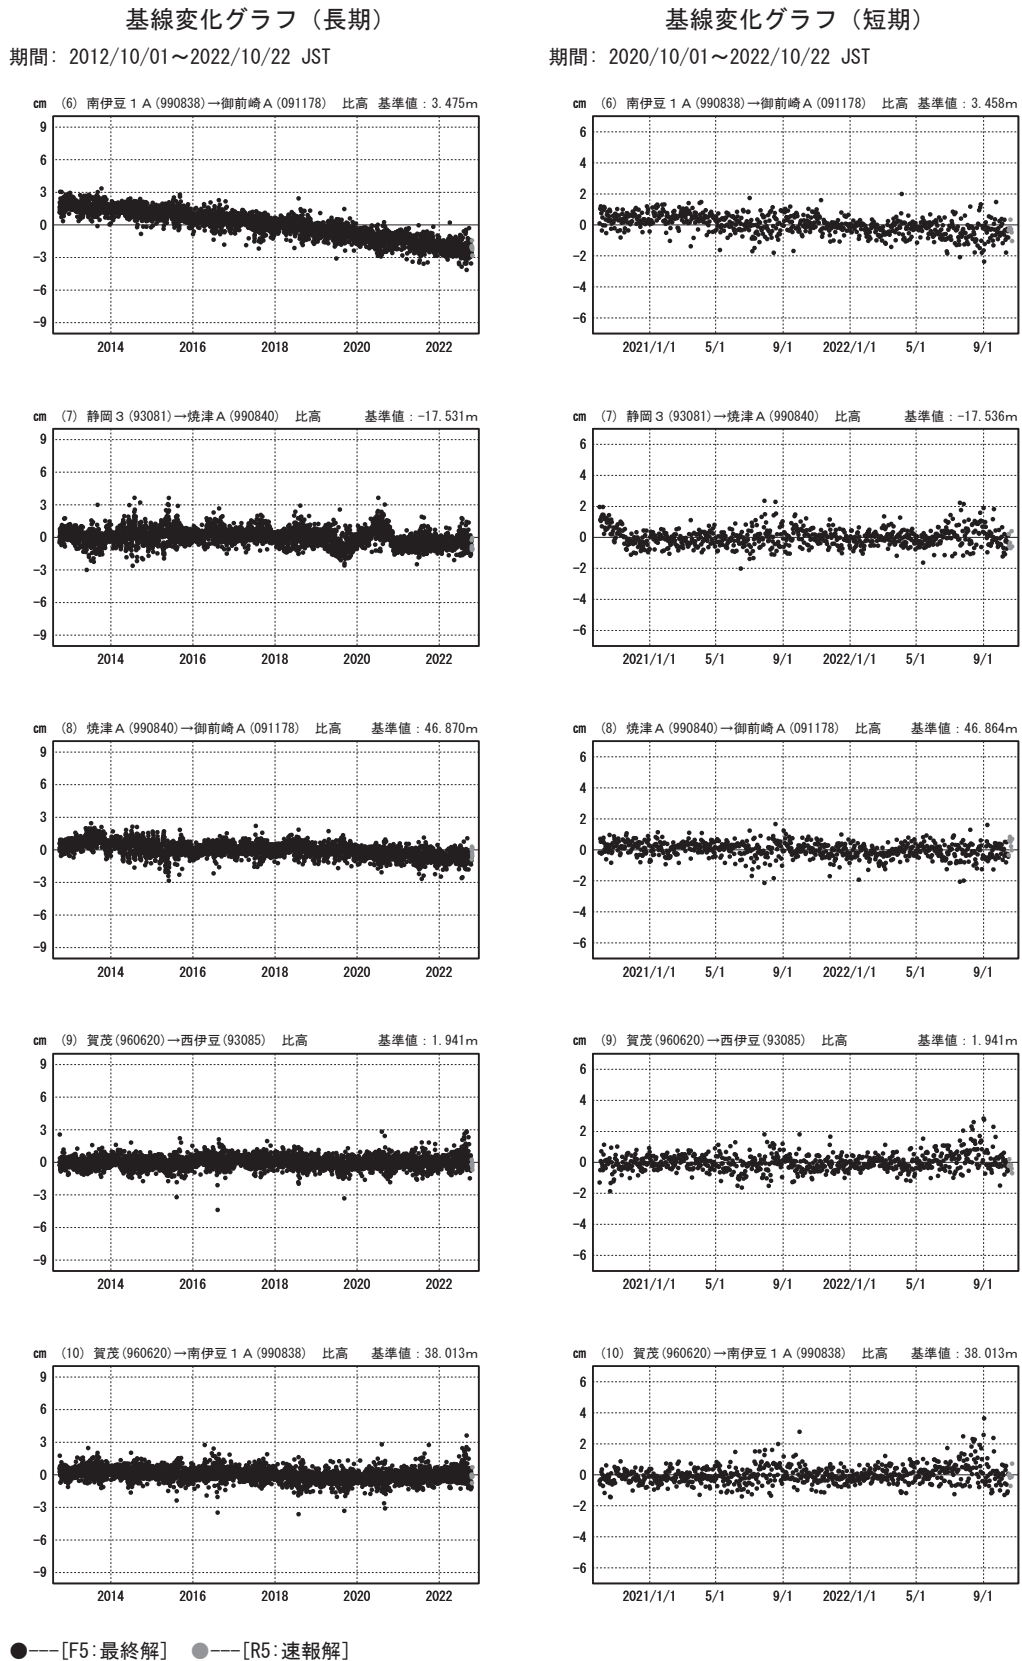 基線変化グラフ（長期）
期間: 2012/10/01～2022/10/22 JST
cm (6) 南伊豆１Ａ(990838)→御前崎Ａ(091178) 比高 基準値：3.475m
9
6
3
0
-3
-6
-9
2014 2016 2018 2020 2022
cm (7) 静岡３(93081)→焼津Ａ(990840) 比高 基準値：-17.531m
9
6
3
0
-3
-6
-9
2014 2016 2018 2020 2022
cm (8) 焼津Ａ(990840)→御前崎Ａ(091178) 比高 基準値：46.870m
9
6
3
0
-3
-6
-9
2014 2016 2018 2020 2022
cm (9) 賀茂(960620)→西伊豆(93085) 比高 基準値：1.941m
9
6
3
0
-3
-6
-9
2014 2016 2018 2020 2022
cm (10) 賀茂(960620)→南伊豆１Ａ(990838) 比高 基準値：38.013m
9
6
3
0
-3
-6
-9
2014 2016 2018 2020 2022
基線変化グラフ（短期）
期間: 2020/10/01～2022/10/22 JST
cm (6) 南伊豆１Ａ(990838)→御前崎Ａ(091178) 比高 基準値：3.458m
6
4
2
0
-2
-4
-6
2021/1/1 5/1 9/1 2022/1/1 5/1 9/1
cm (7) 静岡３(93081)→焼津Ａ(990840) 比高 基準値：-17.536m
6
4
2
0
-2
-4
-6
2021/1/1 5/1 9/1 2022/1/1 5/1 9/1
cm (8) 焼津Ａ(990840)→御前崎Ａ(091178) 比高 基準値：46.864m
6
4
2
0
-2
-4
-6
2021/1/1 5/1 9/1 2022/1/1 5/1 9/1
cm (9) 賀茂(960620)→西伊豆(93085) 比高 基準値：1.941m
6
4
2
0
-2
-4
-6
2021/1/1 5/1 9/1 2022/1/1 5/1 9/1
cm (10) 賀茂(960620)→南伊豆１Ａ(990838) 比高 基準値：38.013m
6
4
2
0
-2
-4
-6
2021/1/1 5/1 9/1 2022/1/1 5/1 9/1
●---[F5:最終解] ●---[R5:速報解]